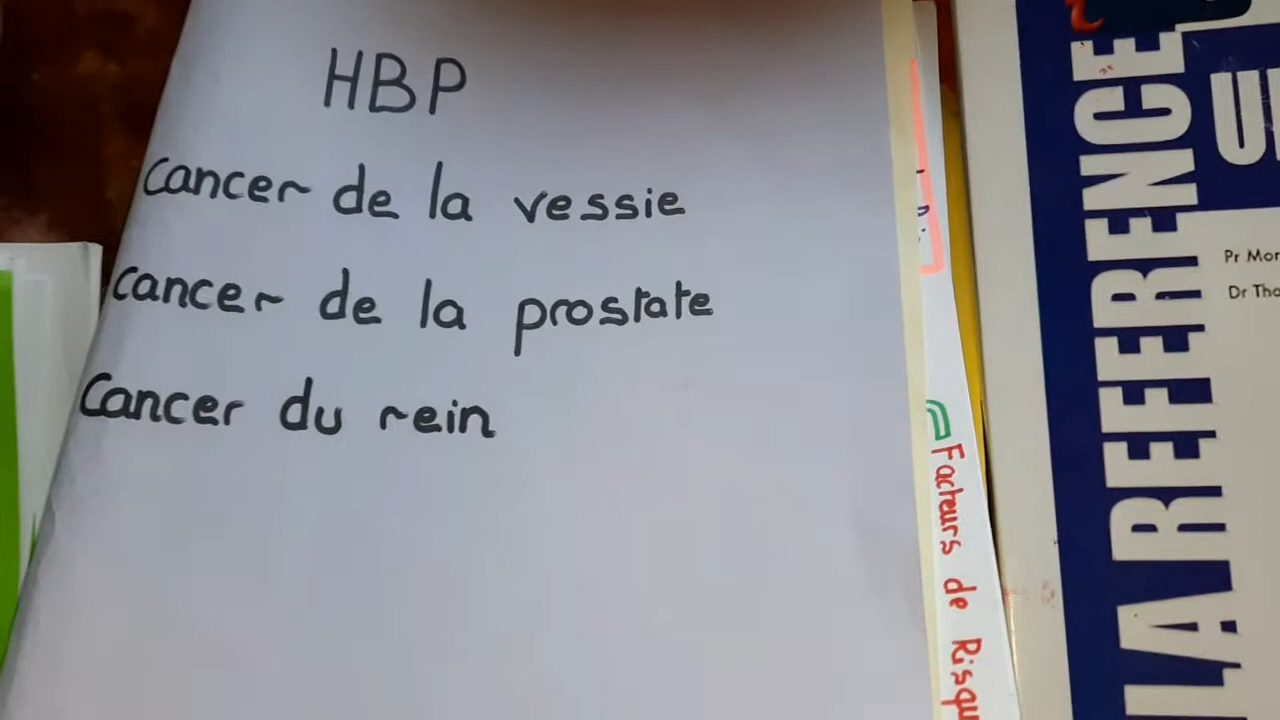 HBP
cancer de la vessie
cancer de la prostate
Cancer du rein
Facteurs de
LA REFERENCE
Pr
Dr